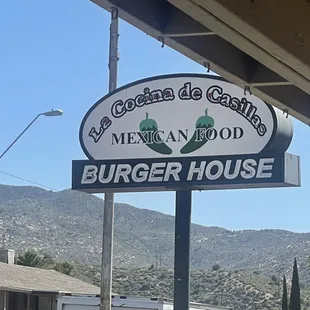 La Cocina de Casillas
MEXICAN FOOD
BURGER HOUSE